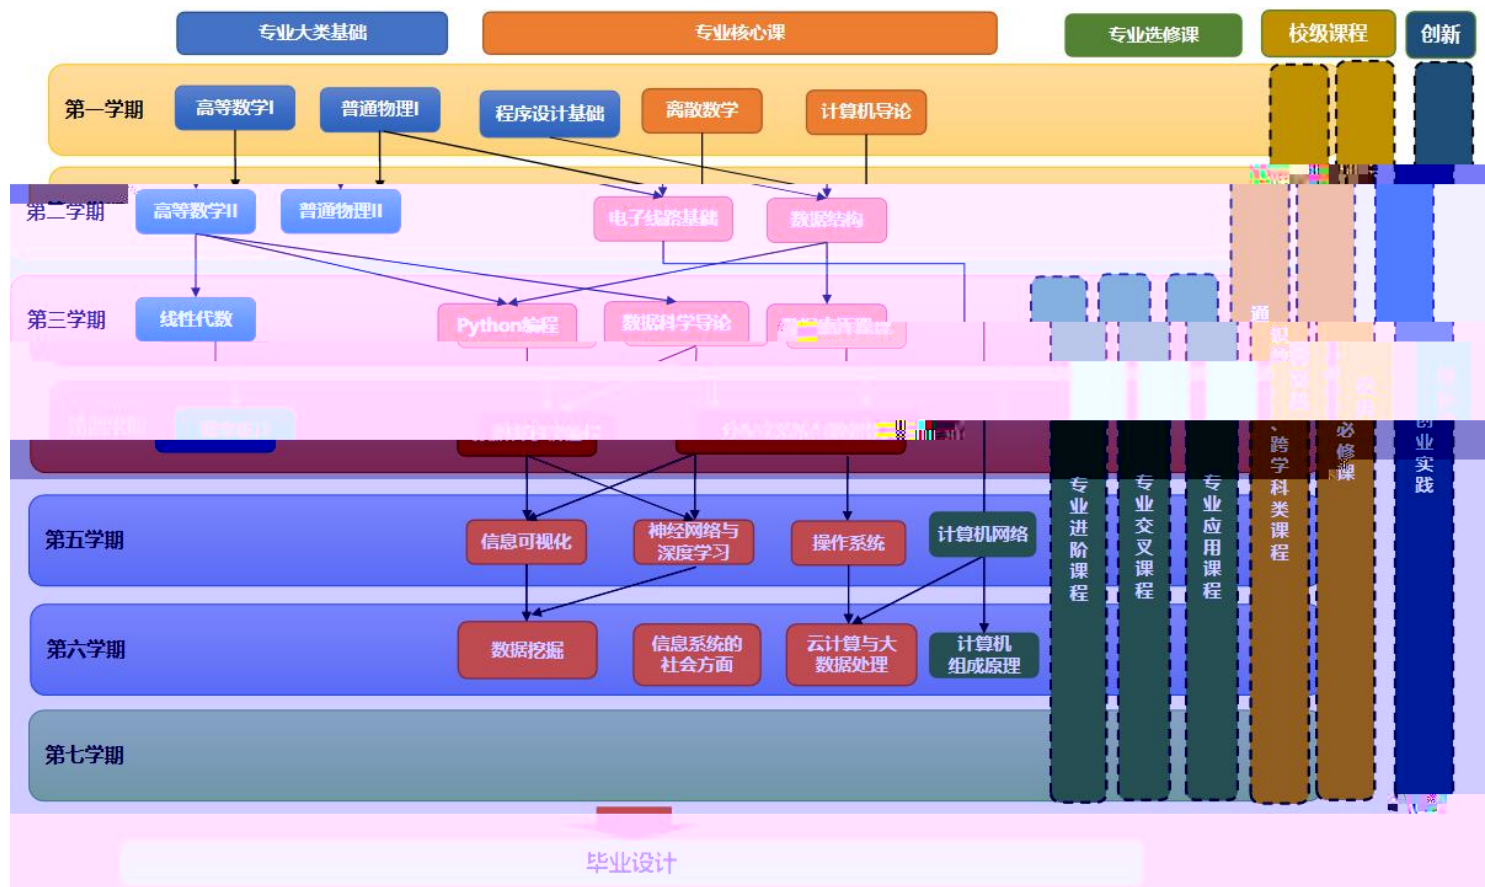 专业大类基础
专业核心课
专业选修课
校级课程
创新
第一学期
高等数学I
普通物理I
程序设计基础
离散数学
计算机导论
第二学期
高等数学II
普通物理II
电子线路基础
数据结构
第三学期
线性代数
Python编程
数据科学导论
第五学期
信息可视化
神经网络与
深度学习
操作系统
计算机网络
第六学期
数据挖掘
信息系统的
社会方面
云计算与大
数据处理
计算机
组成原理
第七学期
专业进阶课程
专业交叉课程
专业应用课程
通识
、跨学科类课程
必修课
创业实践
毕业设计